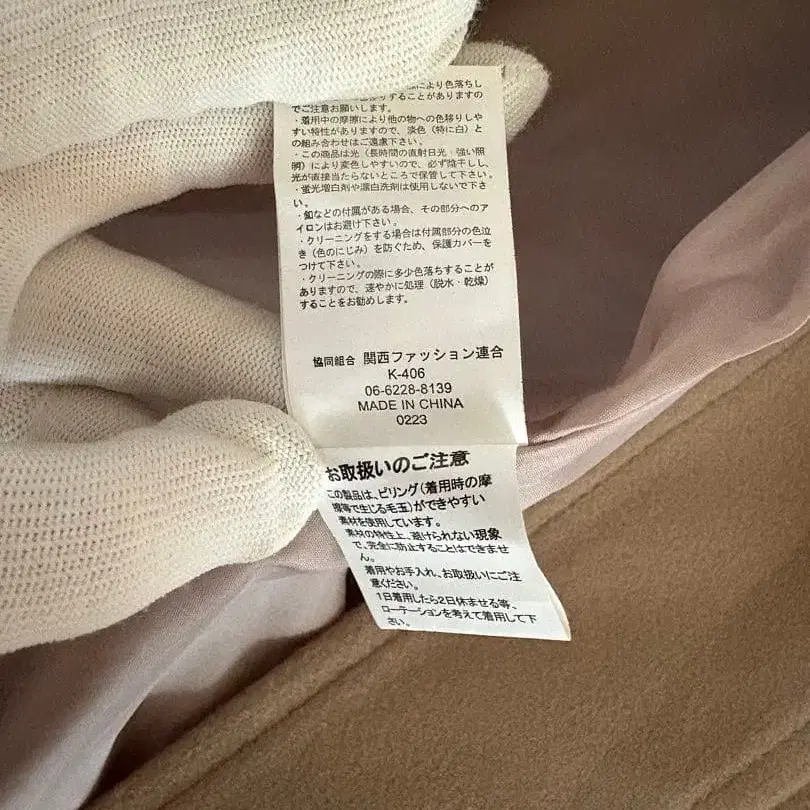 により色落ちし
することがありますの
でご注意お願いします。
・着用中の摩擦により他の物への色移りしや
すい特性がありますので、淡色（特に白）と
の組み合わせはご遠慮下さい。
・この商品は光（長時間の直射日光・強い照
明）により変色しやすいので、必ず陰干しし、
光が直接当たらないところで保管して下さい。
・蛍光増白剤や漂白洗剤は使用しないで下さ
い。
・釦などの付属がある場合、その部分へのア
イロンはお避け下さい。
・クリーニングをする場合は付属部分の色泣
き（色のにじみ）を防ぐため、保護カバーを
つけて下さい。
・クリーニングの際に多少色落ちすることが
ありますので、速やかに処理（脱水・乾燥）
することをお勧めします。
協同組合 関西ファッション連合
K-406
06-6228-8139
MADE IN CHINA
0223
お取扱いのご注意
この製品は、ピリング（着用時の摩
擦等で生じる毛玉）ができやすい
素材を使用しています。
素材の特性上、避けられない現象
で、完全に防止することはできませ
ん。
着用やお手入れ、お取扱いにご注
意ください。
1日着用したら2日休ませる等、
ローテーションを考えて着用して下
さい。